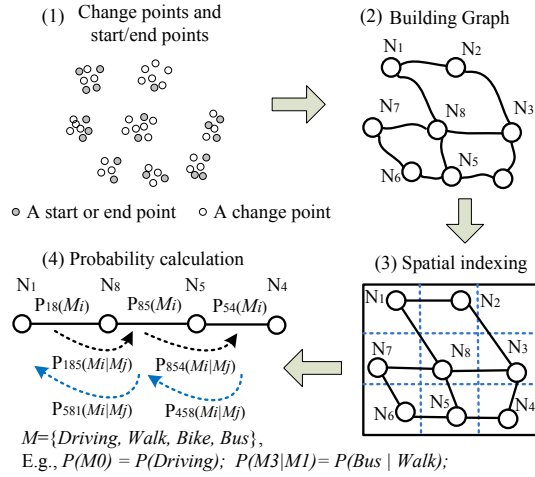 (1) Change points and
start/end points
A start or end point
A change point
(2) Building Graph
N1
N2
N7
N8
N3
N6
N5
(3) Spatial indexing
N1
N2
N7
N8
N3
N6
N5
N4
(4) Probability calculation
N1 N8 N5 N4
P18(Mi) P85(Mi) P54(Mi)
P185(Mi|Mj) P854(Mi|Mj)
P581(Mi|Mj) P458(Mi|Mj)
M={Driving, Walk, Bike, Bus},
E.g., P(M0) = P(Driving); P(M3|M1)= P(Bus | Walk);